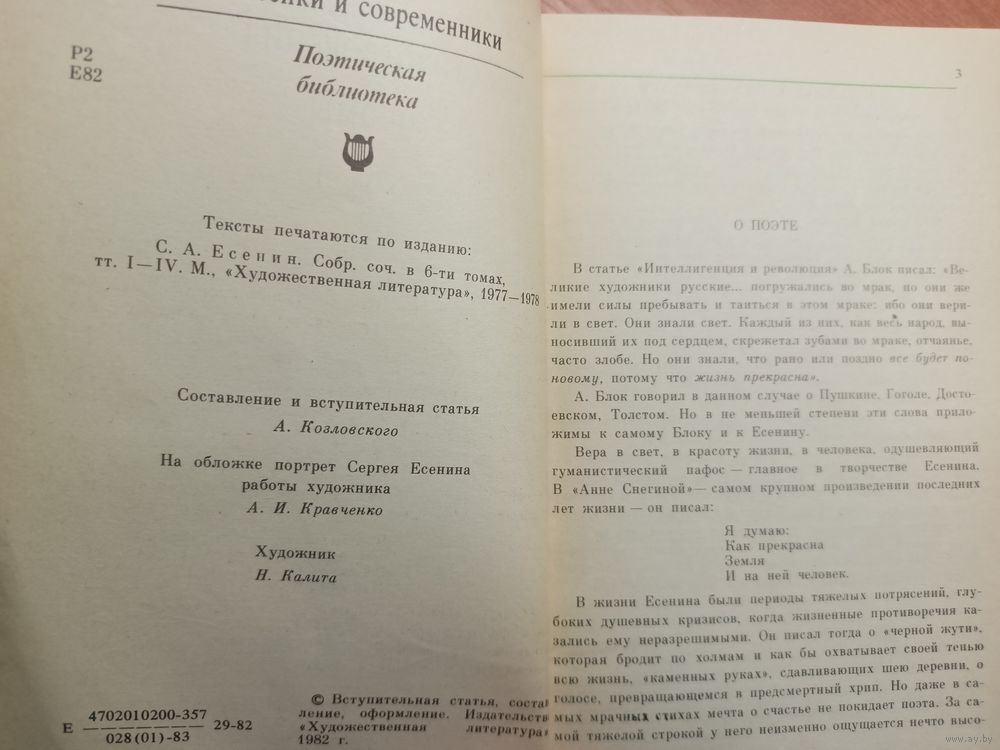 и современники
Поэтическая
библиотека
Р2
Е82
Тексты печатаются по изданию:
С. А. Есенин. Собр. соч. в 6-ти томах,
тт. I—IV. М., «Художественная литература», 1977—1978
Составление и вступительная статья
А. Козловского
На обложке портрет Сергея Есенина
работы художника
А. И. Кравченко
Художник
Н. Калита
Е 4702010200-357 29-82
028(01)-83
© Вступительная статья, состав
ление, оформление. Издательств
«Художественная литература
1982 г.
3
О ПОЭТЕ
В статье «Интеллигенция и революция» А. Блок писал: «Ве-
ликие художники русские... погружались во мрак, но они же
имели силы пребывать и таиться в этом мраке: ибо они вери-
ли в свет. Они знали свет. Каждый из них, как весь народ, вы-
носивший их под сердцем, скрежетал зубами во мраке, отчаянье,
часто злобе. Но они знали, что рано или поздно все будет по-
новому, потому что жизнь прекрасна».
А. Блок говорил в данном случае о Пушкине, Гоголе, Досто-
евском, Толстом. Но в не меньшей степени эти слова прило-
жимы к самому Блоку и к Есенину.
Вера в свет, в красоту жизни, в человека, одушевляющий
гуманистический пафос — главное в творчестве Есенина.
В «Анне Снегиной»— самом крупном произведении последних
лет жизни — он писал:
Я думаю:
Как прекрасна
Земля
И на ней человек.
В жизни Есенина были периоды тяжелых потрясений, глу-
боких душевных кризисов, когда жизненные противоречия ка-
зались ему неразрешимыми. Он писал тогда о «черной жути»,
которая бродит по холмам и как бы охватывает своей тенью
всю жизнь, «каменных руках», сдавливающих шею деревни, о
голосе, превращающемся в предсмертный хрип. Но даже в са-
мых мрачных стихах мечта о счастье не покидает поэта. За са-
мой тяжелой строкой у него неизменно ощущается нечто высо-
www.ay.by